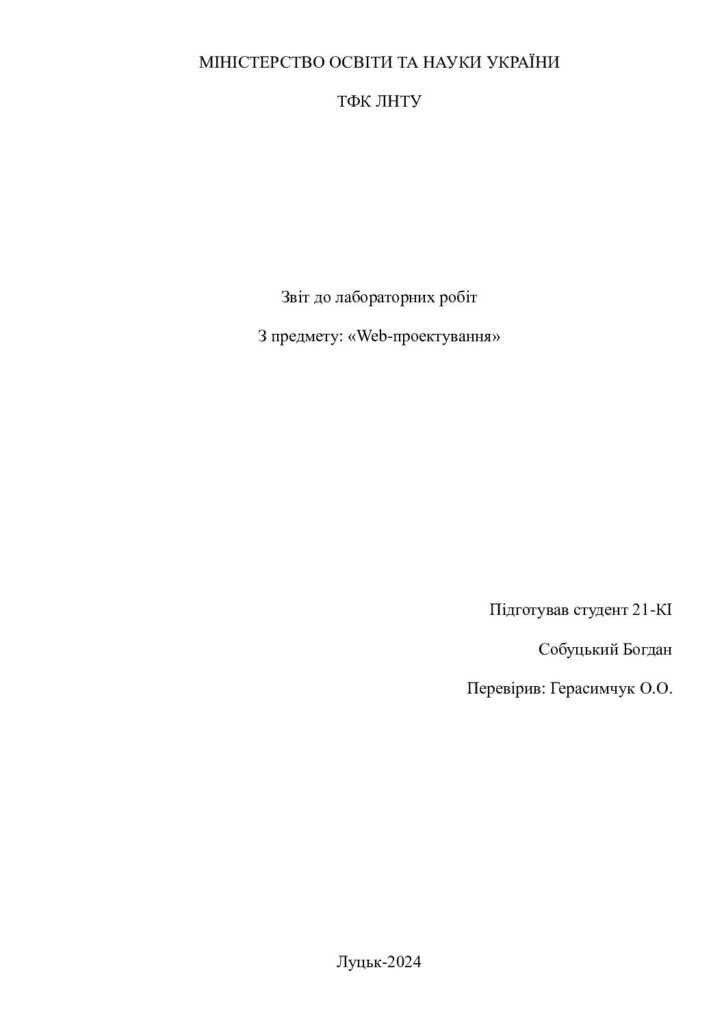 МІНІСТЕРСТВО ОСВІТИ ТА НАУКИ УКРАЇНИ
ТФК ЛНТУ
Звіт до лабораторних робіт
З предмету: «Web-проектування»
Підготував студент 21-КІ
Собуцький Богдан
Перевірив: Герасимчук О.О.
Луцьк-2024